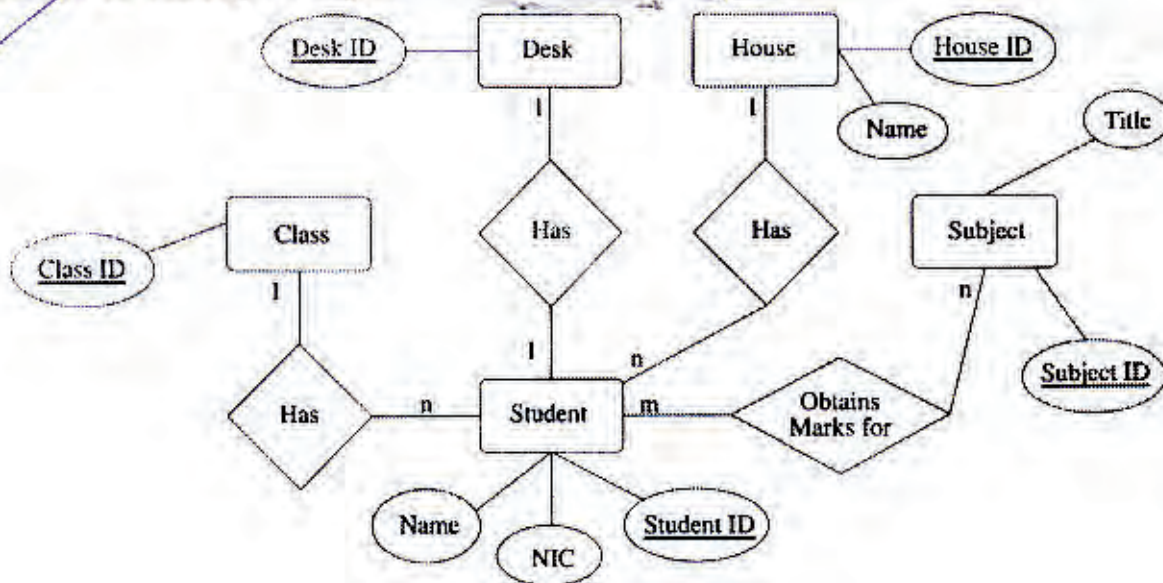 Desk ID
Desk
House
House ID
Name
Title
1
1
Class
Has
Has
Subject
Class ID
1
n
1
n
Subject ID
Has
n
Student
m
Obtains
Marks for
Name
NIC
Student ID